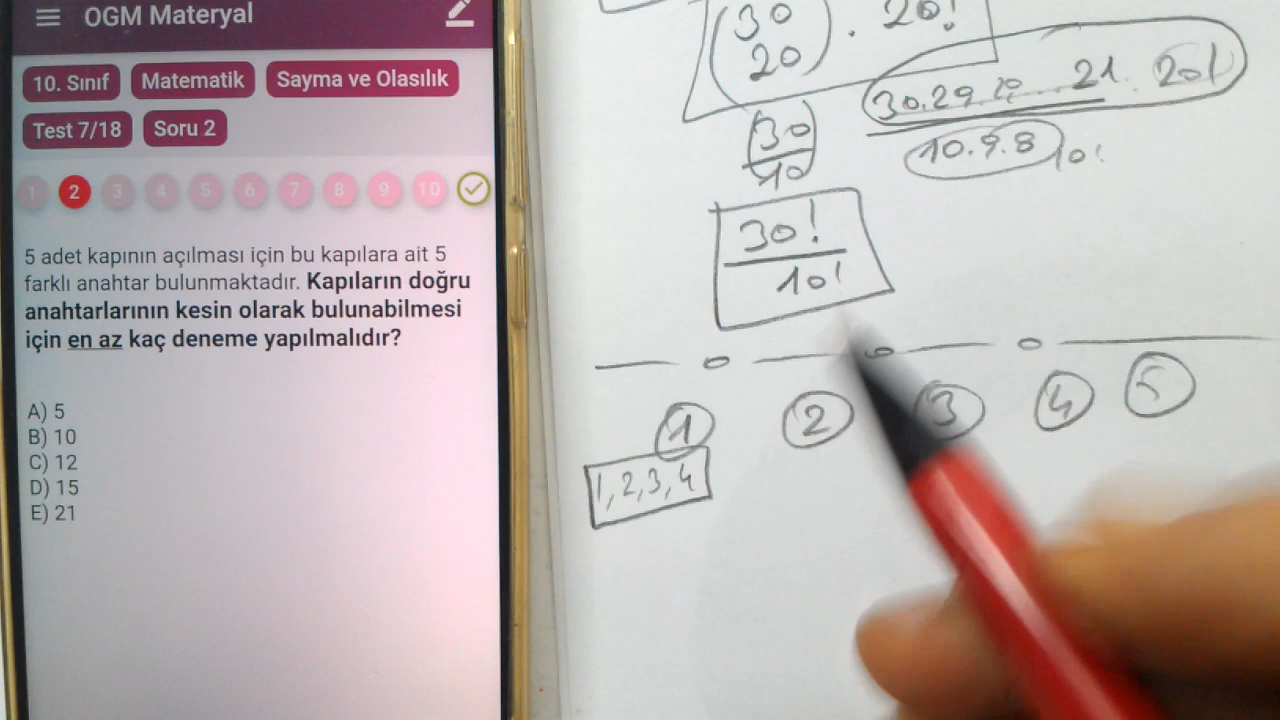 OGM Materyal
10. Sınıf Matematik Sayma ve Olasılık
Test 7/18 Soru 2
1 2 3 4 5 6 7 8 9 10
5 adet kapının açılması için bu kapılara ait 5
farklı anahtar bulunmaktadır. Kapıların doğru
anahtarlarının kesin olarak bulunabilmesi
için en az kaç deneme yapılmalıdır?
A) 5
B) 10
C) 12
D) 15
E) 21
(30
20) . 20!
30.29 ... 21. 20!
10.9.8 10!
30
10
30!
10!
1 2 3 4 5
1,2,3,4